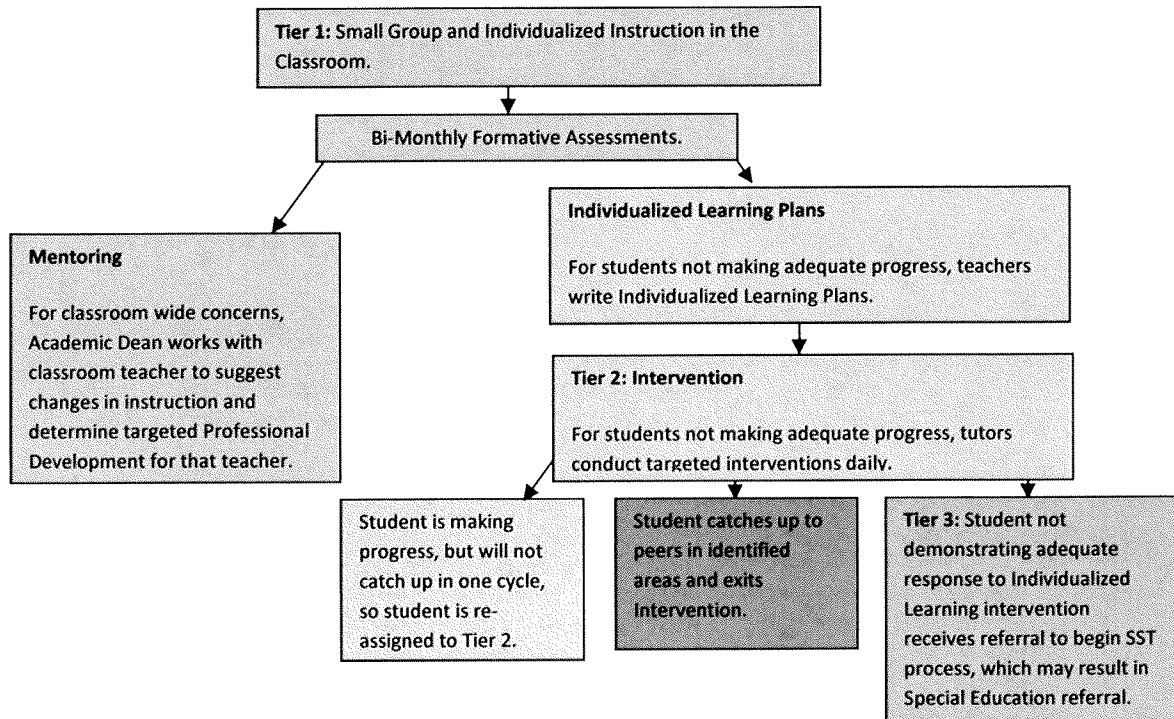 Tier 1: Small Group and Individualized Instruction in the
Classroom.
Bi-Monthly Formative Assessments.
Individualized Learning Plans
For students not making adequate progress, teachers
write Individualized Learning Plans.
Mentoring
For classroom wide concerns,
Academic Dean works with
classroom teacher to suggest
changes in instruction and
determine targeted Professional
Development for that teacher.
Tier 2: Intervention
For students not making adequate progress, tutors
conduct targeted interventions daily.
Student is making
progress, but will not
catch up in one cycle,
so student is re-
assigned to Tier 2.
Student catches up to
peers in identified
areas and exits
Intervention.
Tier 3: Student not
demonstrating adequate
response to Individualized
Learning intervention
receives referral to begin SST
process, which may result in
Special Education referral.